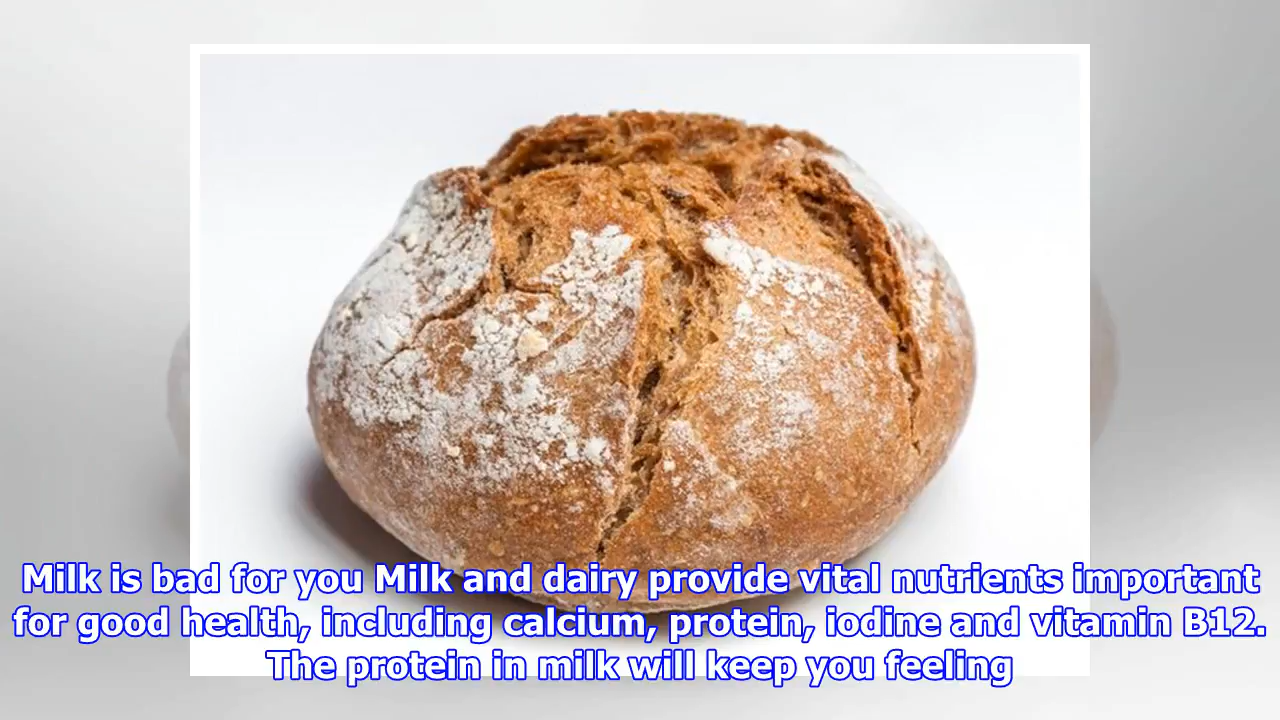 Milk is bad for you Milk and dairy provide vital nutrients important
for good health, including calcium, protein, iodine and vitamin B12.
The protein in milk will keep you feeling